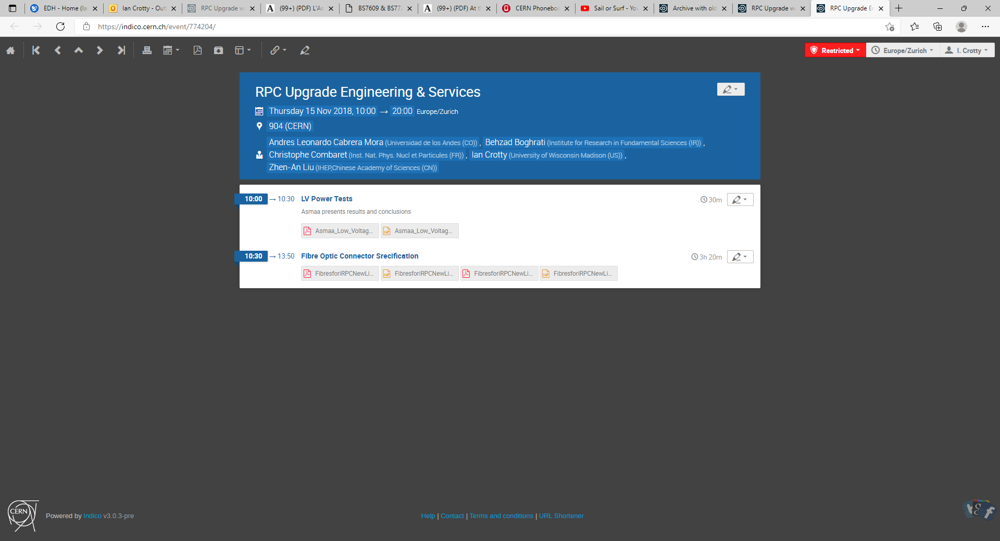 EDH - Home (Ia
Ian Crotty - Out
RPC Upgrade w
(99+) (PDF) L'As
BS7609 & BS777
(99+) (PDF) At t
CERN Phoneboo
Sail or Surf - You
Archive with old
RPC Upgrade w
RPC Upgrade En
https://indico.cern.ch/event/774204/
Restricted
Europe/Zurich
I. Crotty
RPC Upgrade Engineering & Services
Thursday 15 Nov 2018, 10:00 → 20:00 Europe/Zurich
904 (CERN)
Andres Leonardo Cabrera Mora (Universidad de los Andes (CO)) , Behzad Boghrati (Institute for Research in Fundamental Sciences (IR)) ,
Christophe Combaret (Inst. Nat. Phys. Nucl et Particules (FR)) , Ian Crotty (University of Wisconsin Madison (US)) ,
Zhen-An Liu (IHEP,Chinese Academy of Sciences (CN))
10:00 → 10:30 LV Power Tests 30m
Asmaa presents results and conclusions
Asmaa_Low_Voltag... Asmaa_Low_Voltag...
10:30 → 13:50 Fibre Optic Connector Srecification 3h 20m
FibresforiRPCNewLi... FibresforiRPCNewLi... FibresforiRPCNewLi... FibresforiRPCNewLi...
CERN
Powered by Indico v3.0.3-pre
Help | Contact | Terms and conditions | URL Shortener